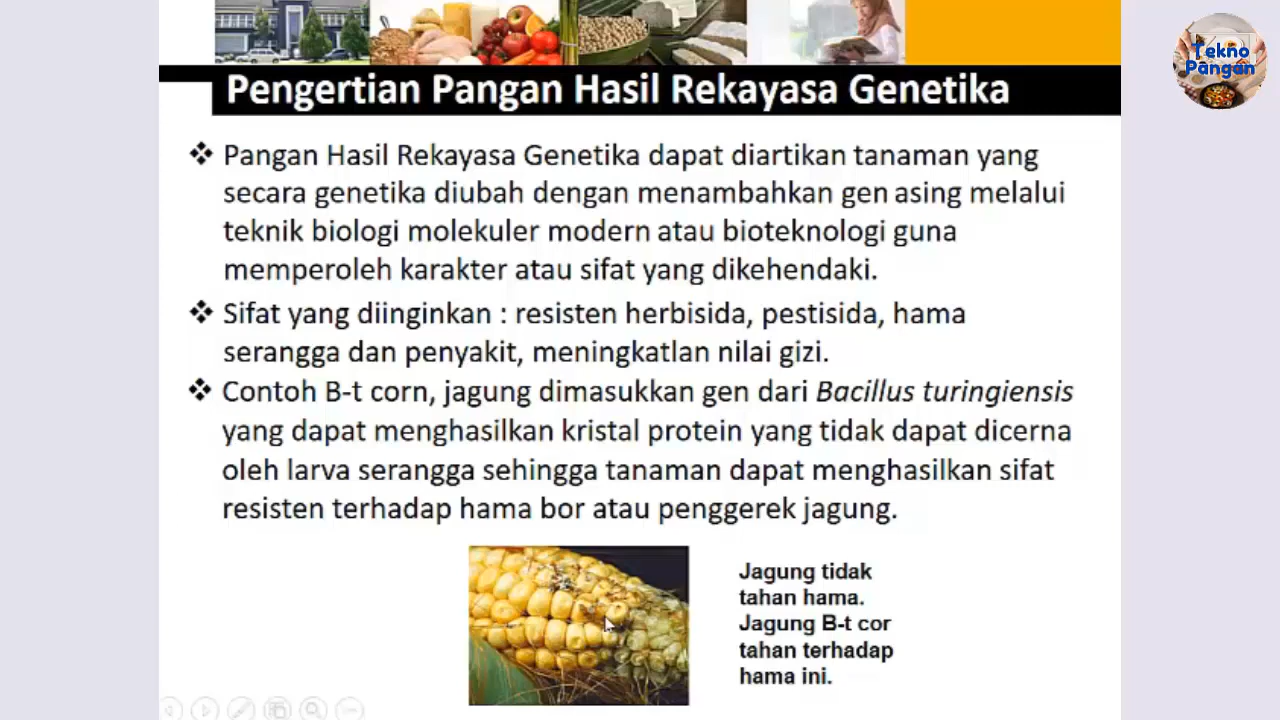 Tekno
Pangan
Pengertian Pangan Hasil Rekayasa Genetika
Pangan Hasil Rekayasa Genetika dapat diartikan tanaman yang
secara genetika diubah dengan menambahkan gen asing melalui
teknik biologi molekuler modern atau bioteknologi guna
memperoleh karakter atau sifat yang dikehendaki.
Sifat yang diinginkan : resisten herbisida, pestisida, hama
serangga dan penyakit, meningkatlan nilai gizi.
Contoh B-t corn, jagung dimasukkan gen dari Bacillus turingiensis
yang dapat menghasilkan kristal protein yang tidak dapat dicerna
oleh larva serangga sehingga tanaman dapat menghasilkan sifat
resisten terhadap hama bor atau penggerek jagung.
Jagung tidak
tahan hama.
Jagung B-t cor
tahan terhadap
hama ini.